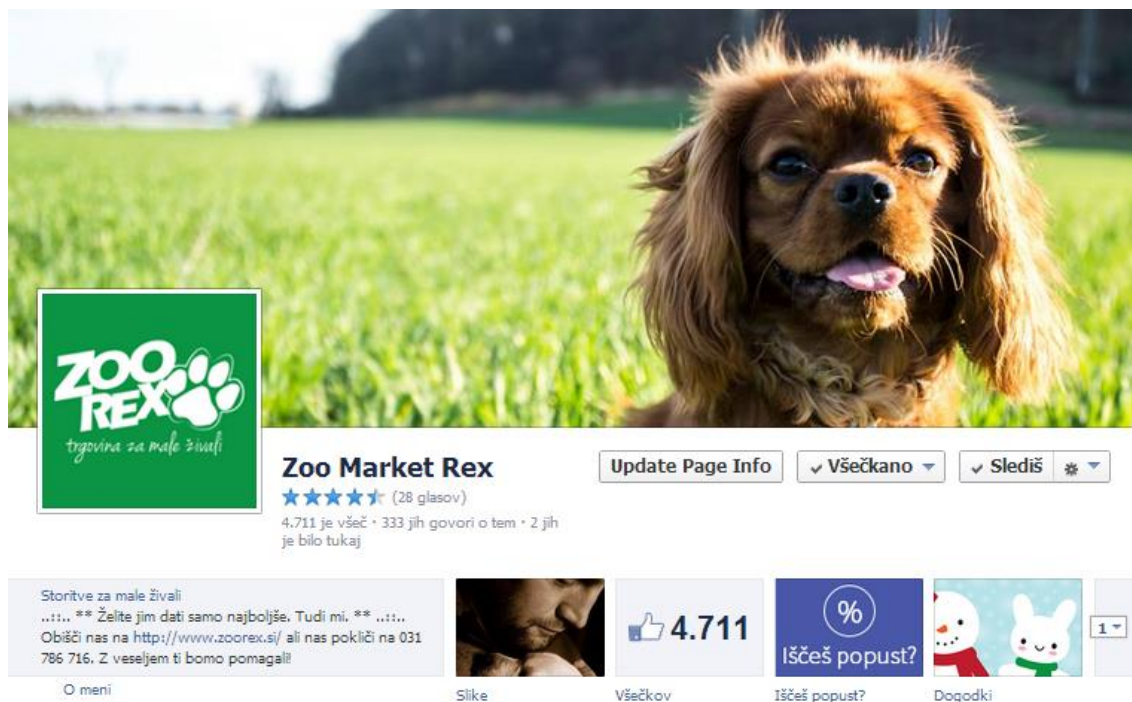 ZOO
REX
trgovina za male živali
Zoo Market Rex
Update Page Info
Všečkano
Slediš
(28 glasov)
4.711 je všeč · 333 jih govori o tem · 2 jih
je bilo tukaj
Storitve za male živali
..::.. ** Želite jim dati samo najboljše. Tudi mi. ** ..::..
Obišči nas na http://www.zoorex.si/ ali nas pokliči na 031
786 716. Z veseljem ti bomo pomagali!
O meni
Slike
4.711
Všečkov
%
Iščeš popust?
Iščeš popust?
Dogodki
1